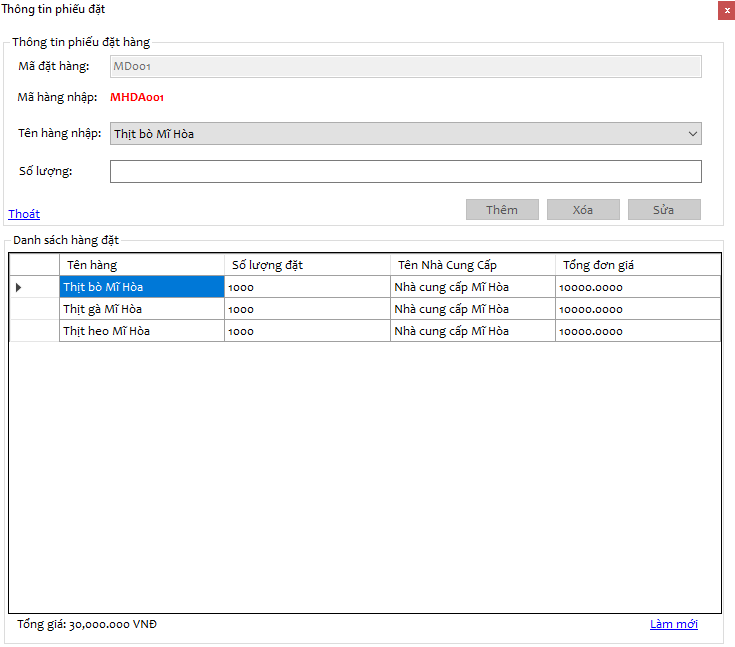 Thông tin phiếu đặt
x
Thông tin phiếu đặt hàng
Mã đặt hàng: MD001
Mã hàng nhập: MHDA001
Tên hàng nhập: Thịt bò Mĩ Hòa
Số lượng:
Thoát Thêm Xóa Sửa
Danh sách hàng đặt
Tên hàng Số lượng đặt Tên Nhà Cung Cấp Tổng đơn giá
Thịt bò Mĩ Hòa 1000 Nhà cung cấp Mĩ Hòa 10000.0000
Thịt gà Mĩ Hòa 1000 Nhà cung cấp Mĩ Hòa 10000.0000
Thịt heo Mĩ Hòa 1000 Nhà cung cấp Mĩ Hòa 10000.0000
Tổng giá: 30,000.000 VNĐ Làm mới